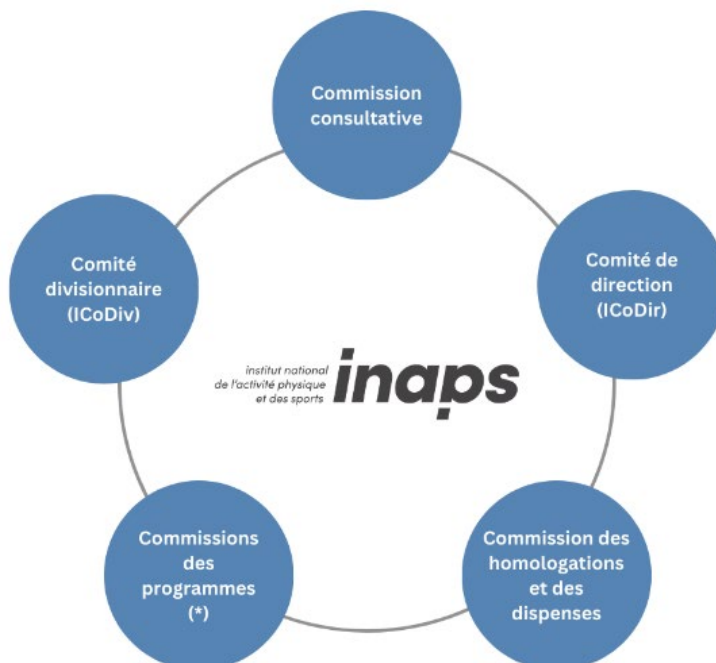 Commission
consultative
Comité
divisionnaire
(ICoDiv)
Comité de
direction
(ICoDir)
institut national
de l'activité physique
et des sports
inaps
Commissions
des
programmes
(*)
Commission des
homologations
et des
dispenses